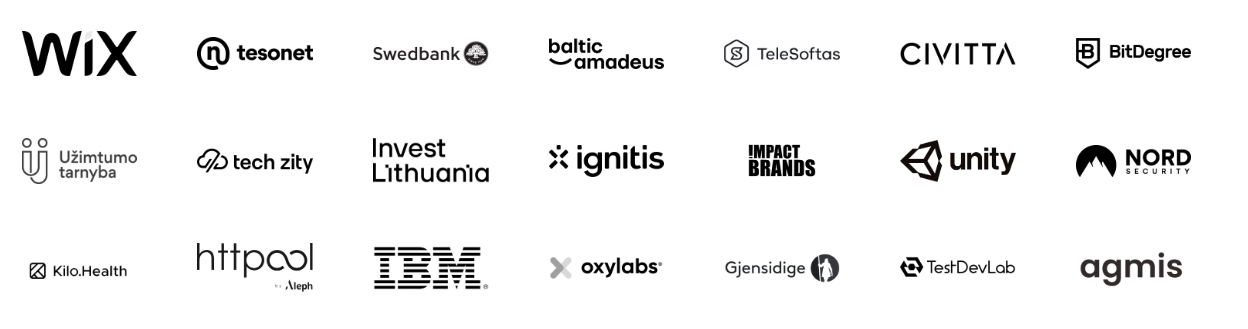 WiX
tesonet
Swedbank
baltic
amadeus
TeleSoftas
CIVITTA
BitDegree
Užimtumo
tarnyba
tech zity
Invest
Lithuania
ignitis
IMPACT
BRANDS
unity
NORD
SECURITY
Kilo.Health
httpool
by Aleph
IBM
oxylabs®
Gjensidige
TestDevLab
agmis